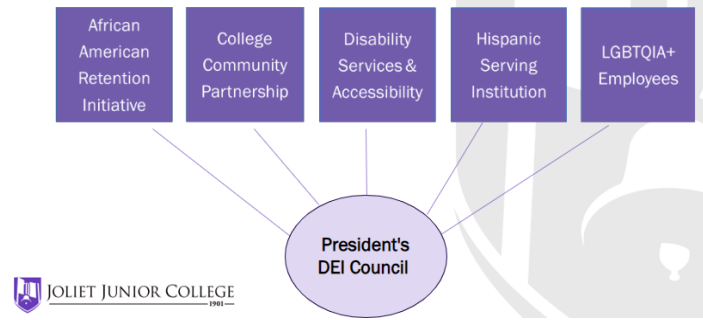 African
American
Retention
Initiative
College
Community
Partnership
Disability
Services &
Accessibility
Hispanic
Serving
Institution
LGBTQIA+
Employees
President's
DEI Council
JOLIET JUNIOR COLLEGE
1901